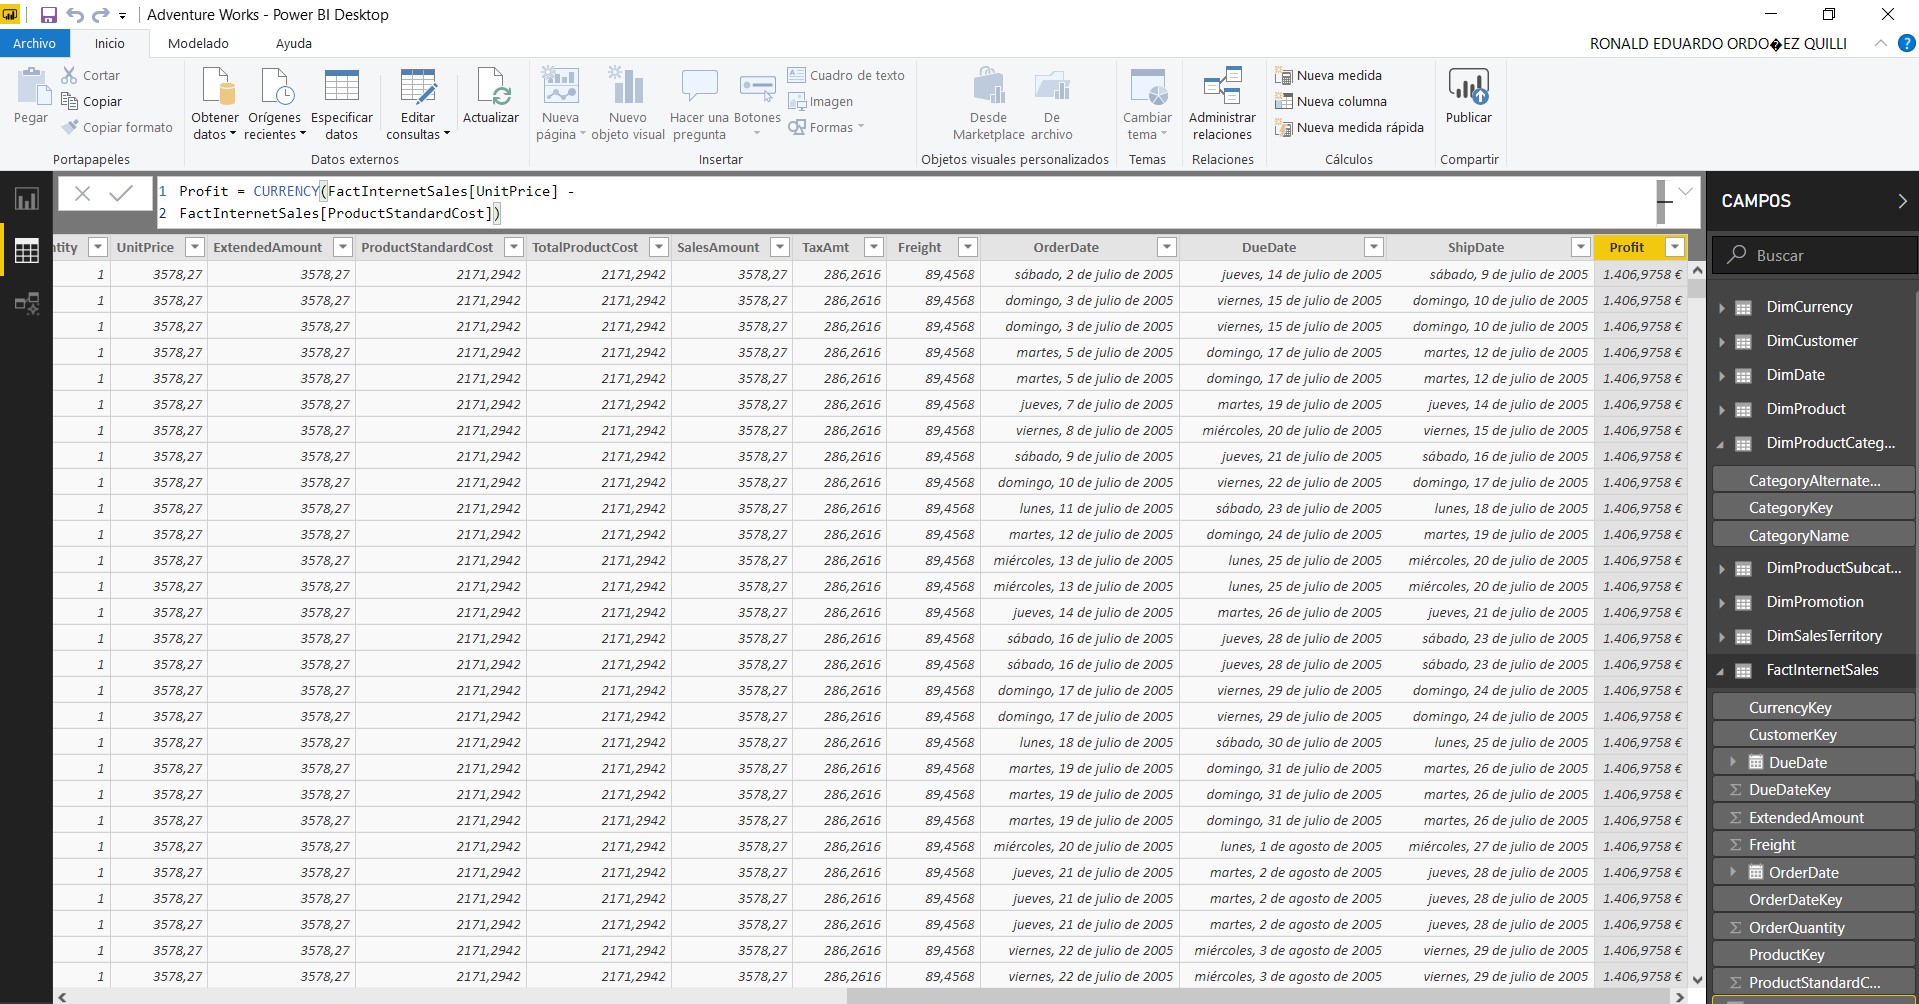 Adventure Works - Power BI Desktop
Archivo Inicio Modelado Ayuda RONALD EDUARDO ORDO�EZ QUILLI ?
Pegar Cortar Copiar Copiar formato
Portapapeles
Obtener datos Orígenes recientes Especificar datos Editar consultas Actualizar
Datos externos
Nueva página Nuevo objeto visual Hacer una pregunta Botones Cuadro de texto Imagen Formas
Insertar
Desde Marketplace De archivo
Objetos visuales personalizados
Cambiar tema
Temas
Administrar relaciones
Relaciones
Nueva medida
Nueva columna
Nueva medida rápida
Cálculos
Publicar
Compartir
1 Profit = CURRENCY(FactInternetSales[UnitPrice] -
2 FactInternetSales[ProductStandardCost])
ntity UnitPrice ExtendedAmount ProductStandardCost TotalProductCost SalesAmount TaxAmt Freight OrderDate DueDate ShipDate Profit
1 3578,27 3578,27 2171,2942 2171,2942 3578,27 286,2616 89,4568 sábado, 2 de julio de 2005 jueves, 14 de julio de 2005 sábado, 9 de julio de 2005 1.406,9758 €
1 3578,27 3578,27 2171,2942 2171,2942 3578,27 286,2616 89,4568 domingo, 3 de julio de 2005 viernes, 15 de julio de 2005 domingo, 10 de julio de 2005 1.406,9758 €
1 3578,27 3578,27 2171,2942 2171,2942 3578,27 286,2616 89,4568 domingo, 3 de julio de 2005 viernes, 15 de julio de 2005 domingo, 10 de julio de 2005 1.406,9758 €
1 3578,27 3578,27 2171,2942 2171,2942 3578,27 286,2616 89,4568 martes, 5 de julio de 2005 domingo, 17 de julio de 2005 martes, 12 de julio de 2005 1.406,9758 €
1 3578,27 3578,27 2171,2942 2171,2942 3578,27 286,2616 89,4568 martes, 5 de julio de 2005 domingo, 17 de julio de 2005 martes, 12 de julio de 2005 1.406,9758 €
1 3578,27 3578,27 2171,2942 2171,2942 3578,27 286,2616 89,4568 jueves, 7 de julio de 2005 martes, 19 de julio de 2005 jueves, 14 de julio de 2005 1.406,9758 €
1 3578,27 3578,27 2171,2942 2171,2942 3578,27 286,2616 89,4568 viernes, 8 de julio de 2005 miércoles, 20 de julio de 2005 viernes, 15 de julio de 2005 1.406,9758 €
1 3578,27 3578,27 2171,2942 2171,2942 3578,27 286,2616 89,4568 sábado, 9 de julio de 2005 jueves, 21 de julio de 2005 sábado, 16 de julio de 2005 1.406,9758 €
1 3578,27 3578,27 2171,2942 2171,2942 3578,27 286,2616 89,4568 domingo, 10 de julio de 2005 viernes, 22 de julio de 2005 domingo, 17 de julio de 2005 1.406,9758 €
1 3578,27 3578,27 2171,2942 2171,2942 3578,27 286,2616 89,4568 lunes, 11 de julio de 2005 sábado, 23 de julio de 2005 lunes, 18 de julio de 2005 1.406,9758 €
1 3578,27 3578,27 2171,2942 2171,2942 3578,27 286,2616 89,4568 martes, 12 de julio de 2005 domingo, 24 de julio de 2005 martes, 19 de julio de 2005 1.406,9758 €
1 3578,27 3578,27 2171,2942 2171,2942 3578,27 286,2616 89,4568 miércoles, 13 de julio de 2005 lunes, 25 de julio de 2005 miércoles, 20 de julio de 2005 1.406,9758 €
1 3578,27 3578,27 2171,2942 2171,2942 3578,27 286,2616 89,4568 miércoles, 13 de julio de 2005 lunes, 25 de julio de 2005 miércoles, 20 de julio de 2005 1.406,9758 €
1 3578,27 3578,27 2171,2942 2171,2942 3578,27 286,2616 89,4568 jueves, 14 de julio de 2005 martes, 26 de julio de 2005 jueves, 21 de julio de 2005 1.406,9758 €
1 3578,27 3578,27 2171,2942 2171,2942 3578,27 286,2616 89,4568 sábado, 16 de julio de 2005 jueves, 28 de julio de 2005 sábado, 23 de julio de 2005 1.406,9758 €
1 3578,27 3578,27 2171,2942 2171,2942 3578,27 286,2616 89,4568 sábado, 16 de julio de 2005 jueves, 28 de julio de 2005 sábado, 23 de julio de 2005 1.406,9758 €
1 3578,27 3578,27 2171,2942 2171,2942 3578,27 286,2616 89,4568 domingo, 17 de julio de 2005 viernes, 29 de julio de 2005 domingo, 24 de julio de 2005 1.406,9758 €
1 3578,27 3578,27 2171,2942 2171,2942 3578,27 286,2616 89,4568 domingo, 17 de julio de 2005 viernes, 29 de julio de 2005 domingo, 24 de julio de 2005 1.406,9758 €
1 3578,27 3578,27 2171,2942 2171,2942 3578,27 286,2616 89,4568 lunes, 18 de julio de 2005 sábado, 30 de julio de 2005 lunes, 25 de julio de 2005 1.406,9758 €
1 3578,27 3578,27 2171,2942 2171,2942 3578,27 286,2616 89,4568 martes, 19 de julio de 2005 domingo, 31 de julio de 2005 martes, 26 de julio de 2005 1.406,9758 €
1 3578,27 3578,27 2171,2942 2171,2942 3578,27 286,2616 89,4568 martes, 19 de julio de 2005 domingo, 31 de julio de 2005 martes, 26 de julio de 2005 1.406,9758 €
1 3578,27 3578,27 2171,2942 2171,2942 3578,27 286,2616 89,4568 martes, 19 de julio de 2005 domingo, 31 de julio de 2005 martes, 26 de julio de 2005 1.406,9758 €
1 3578,27 3578,27 2171,2942 2171,2942 3578,27 286,2616 89,4568 miércoles, 20 de julio de 2005 lunes, 1 de agosto de 2005 miércoles, 27 de julio de 2005 1.406,9758 €
1 3578,27 3578,27 2171,2942 2171,2942 3578,27 286,2616 89,4568 jueves, 21 de julio de 2005 martes, 2 de agosto de 2005 jueves, 28 de julio de 2005 1.406,9758 €
1 3578,27 3578,27 2171,2942 2171,2942 3578,27 286,2616 89,4568 jueves, 21 de julio de 2005 martes, 2 de agosto de 2005 jueves, 28 de julio de 2005 1.406,9758 €
1 3578,27 3578,27 2171,2942 2171,2942 3578,27 286,2616 89,4568 jueves, 21 de julio de 2005 martes, 2 de agosto de 2005 jueves, 28 de julio de 2005 1.406,9758 €
1 3578,27 3578,27 2171,2942 2171,2942 3578,27 286,2616 89,4568 viernes, 22 de julio de 2005 miércoles, 3 de agosto de 2005 viernes, 29 de julio de 2005 1.406,9758 €
1 3578,27 3578,27 2171,2942 2171,2942 3578,27 286,2616 89,4568 viernes, 22 de julio de 2005 miércoles, 3 de agosto de 2005 viernes, 29 de julio de 2005 1.406,9758 €
CAMPOS
Buscar
DimCurrency
DimCustomer
DimDate
DimProduct
DimProductCateg...
CategoryAlternate...
CategoryKey
CategoryName
DimProductSubcat...
DimPromotion
DimSalesTerritory
FactInternetSales
CurrencyKey
CustomerKey
DueDate
Σ DueDateKey
Σ ExtendedAmount
Σ Freight
OrderDate
OrderDateKey
Σ OrderQuantity
ProductKey
Σ ProductStandardC...